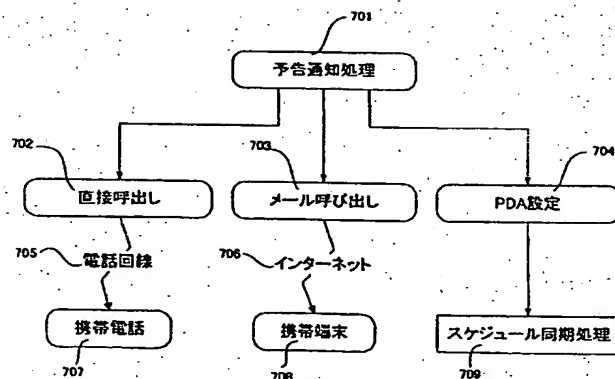 701
予告通知処理
702
703
704
直接呼出し
メール呼び出し
PDA設定
705
電話回線
706
インターネット
携帯電話
携帯端末
スケジュール同期処理
707
708
709